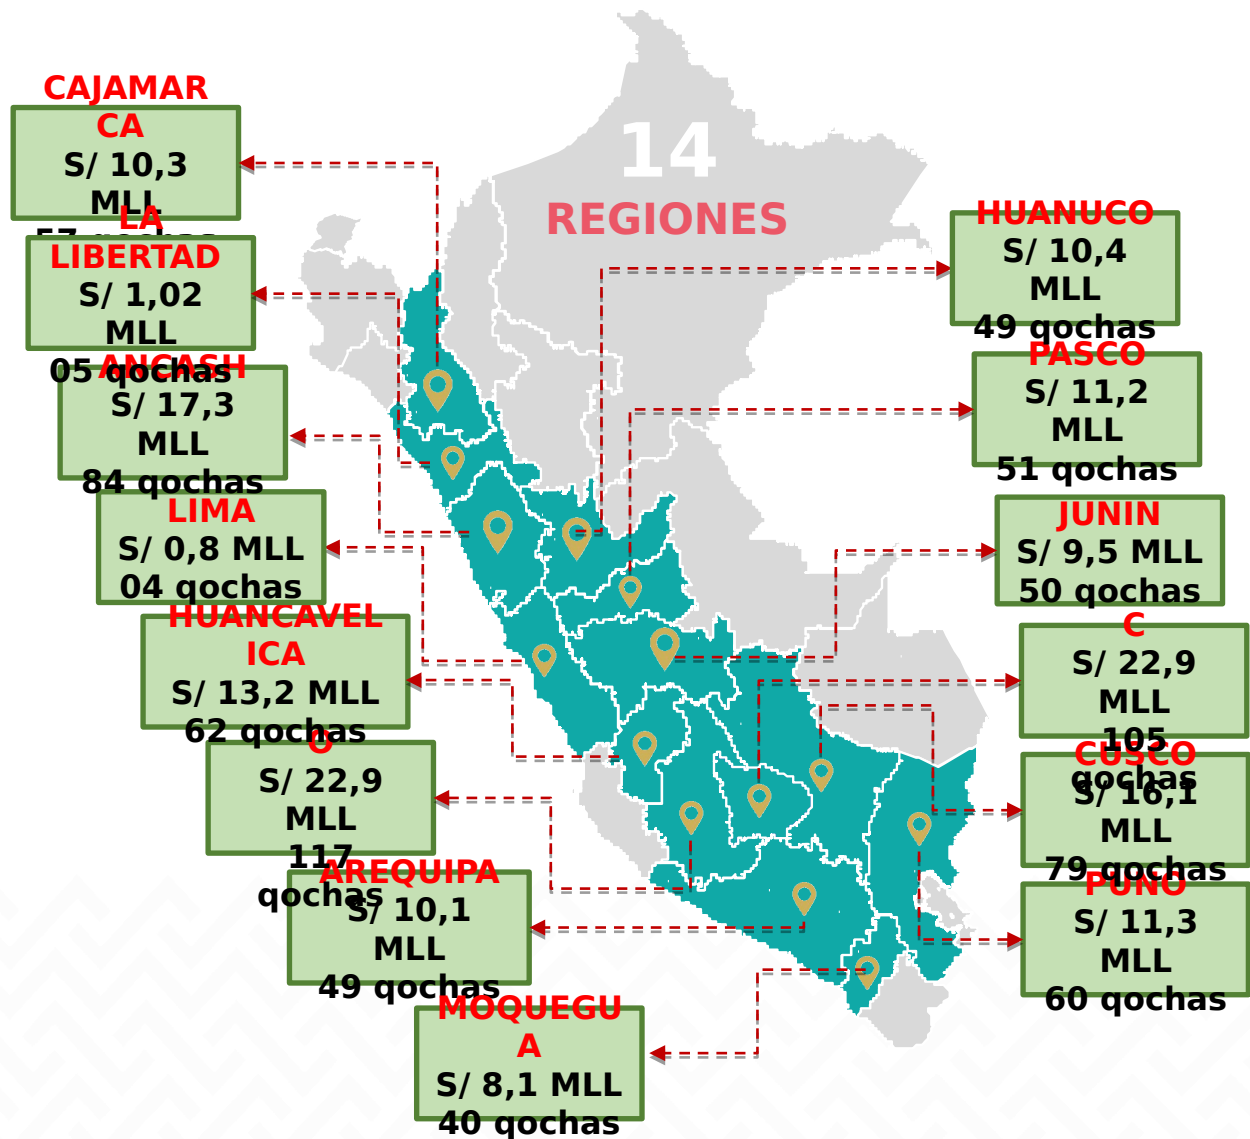 14
REGIONES
CAJAMAR
CA
S/ 10,3
MLL
57 qochas
LA
LIBERTAD
S/ 1,02
MLL
05 qochas
ANCASH
S/ 17,3
MLL
84 qochas
LIMA
S/ 0,8 MLL
04 qochas
HUANCAVEL
ICA
S/ 13,2 MLL
62 qochas
O
S/ 22,9
MLL
117
qochas
AREQUIPA
S/ 10,1
MLL
49 qochas
MOQUEGU
A
S/ 8,1 MLL
40 qochas
HUANUCO
S/ 10,4
MLL
49 qochas
PASCO
S/ 11,2
MLL
51 qochas
JUNIN
S/ 9,5 MLL
50 qochas
C
S/ 22,9
MLL
105
qochas
CUSCO
S/ 16,1
MLL
79 qochas
PUNO
S/ 11,3
MLL
60 qochas